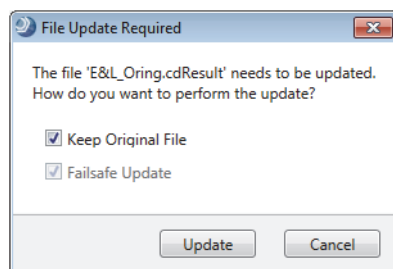 File Update Required
The file 'E&L_Oring.cdResult' needs to be updated.
How do you want to perform the update?
Keep Original File
Failsafe Update
Update Cancel